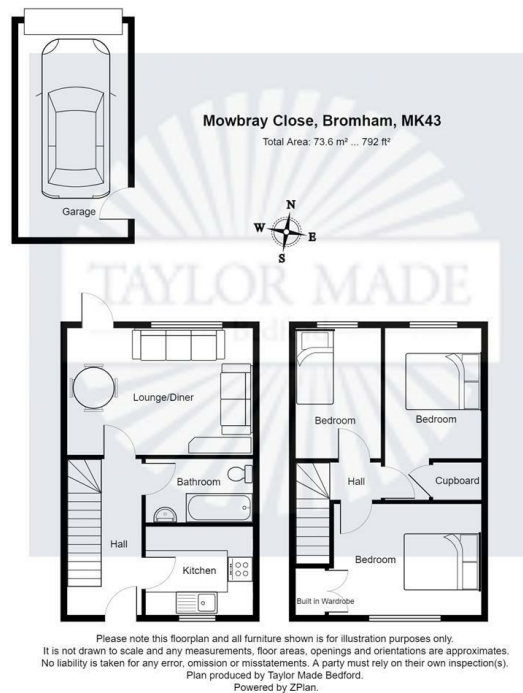 Mowbray Close, Bromham, MK43
Total Area: 73.6 m² ... 792 ft²
Garage
N
W
E
S
TAYLOR MADE
Bedford
Lounge/Diner
Bedroom
Bedroom
Bathroom
Hall
Cupboard
Hall
Bedroom
Kitchen
Built in Wardrobe
Please note this floorplan and all furniture shown is for illustration purposes only.
It is not drawn to scale and any measurements, floor areas, openings and orientations are approximates.
No liability is taken for any error, omission or misstatements. A party must rely on their own inspection(s).
Plan produced by Taylor Made Bedford.
Powered by ZPlan.